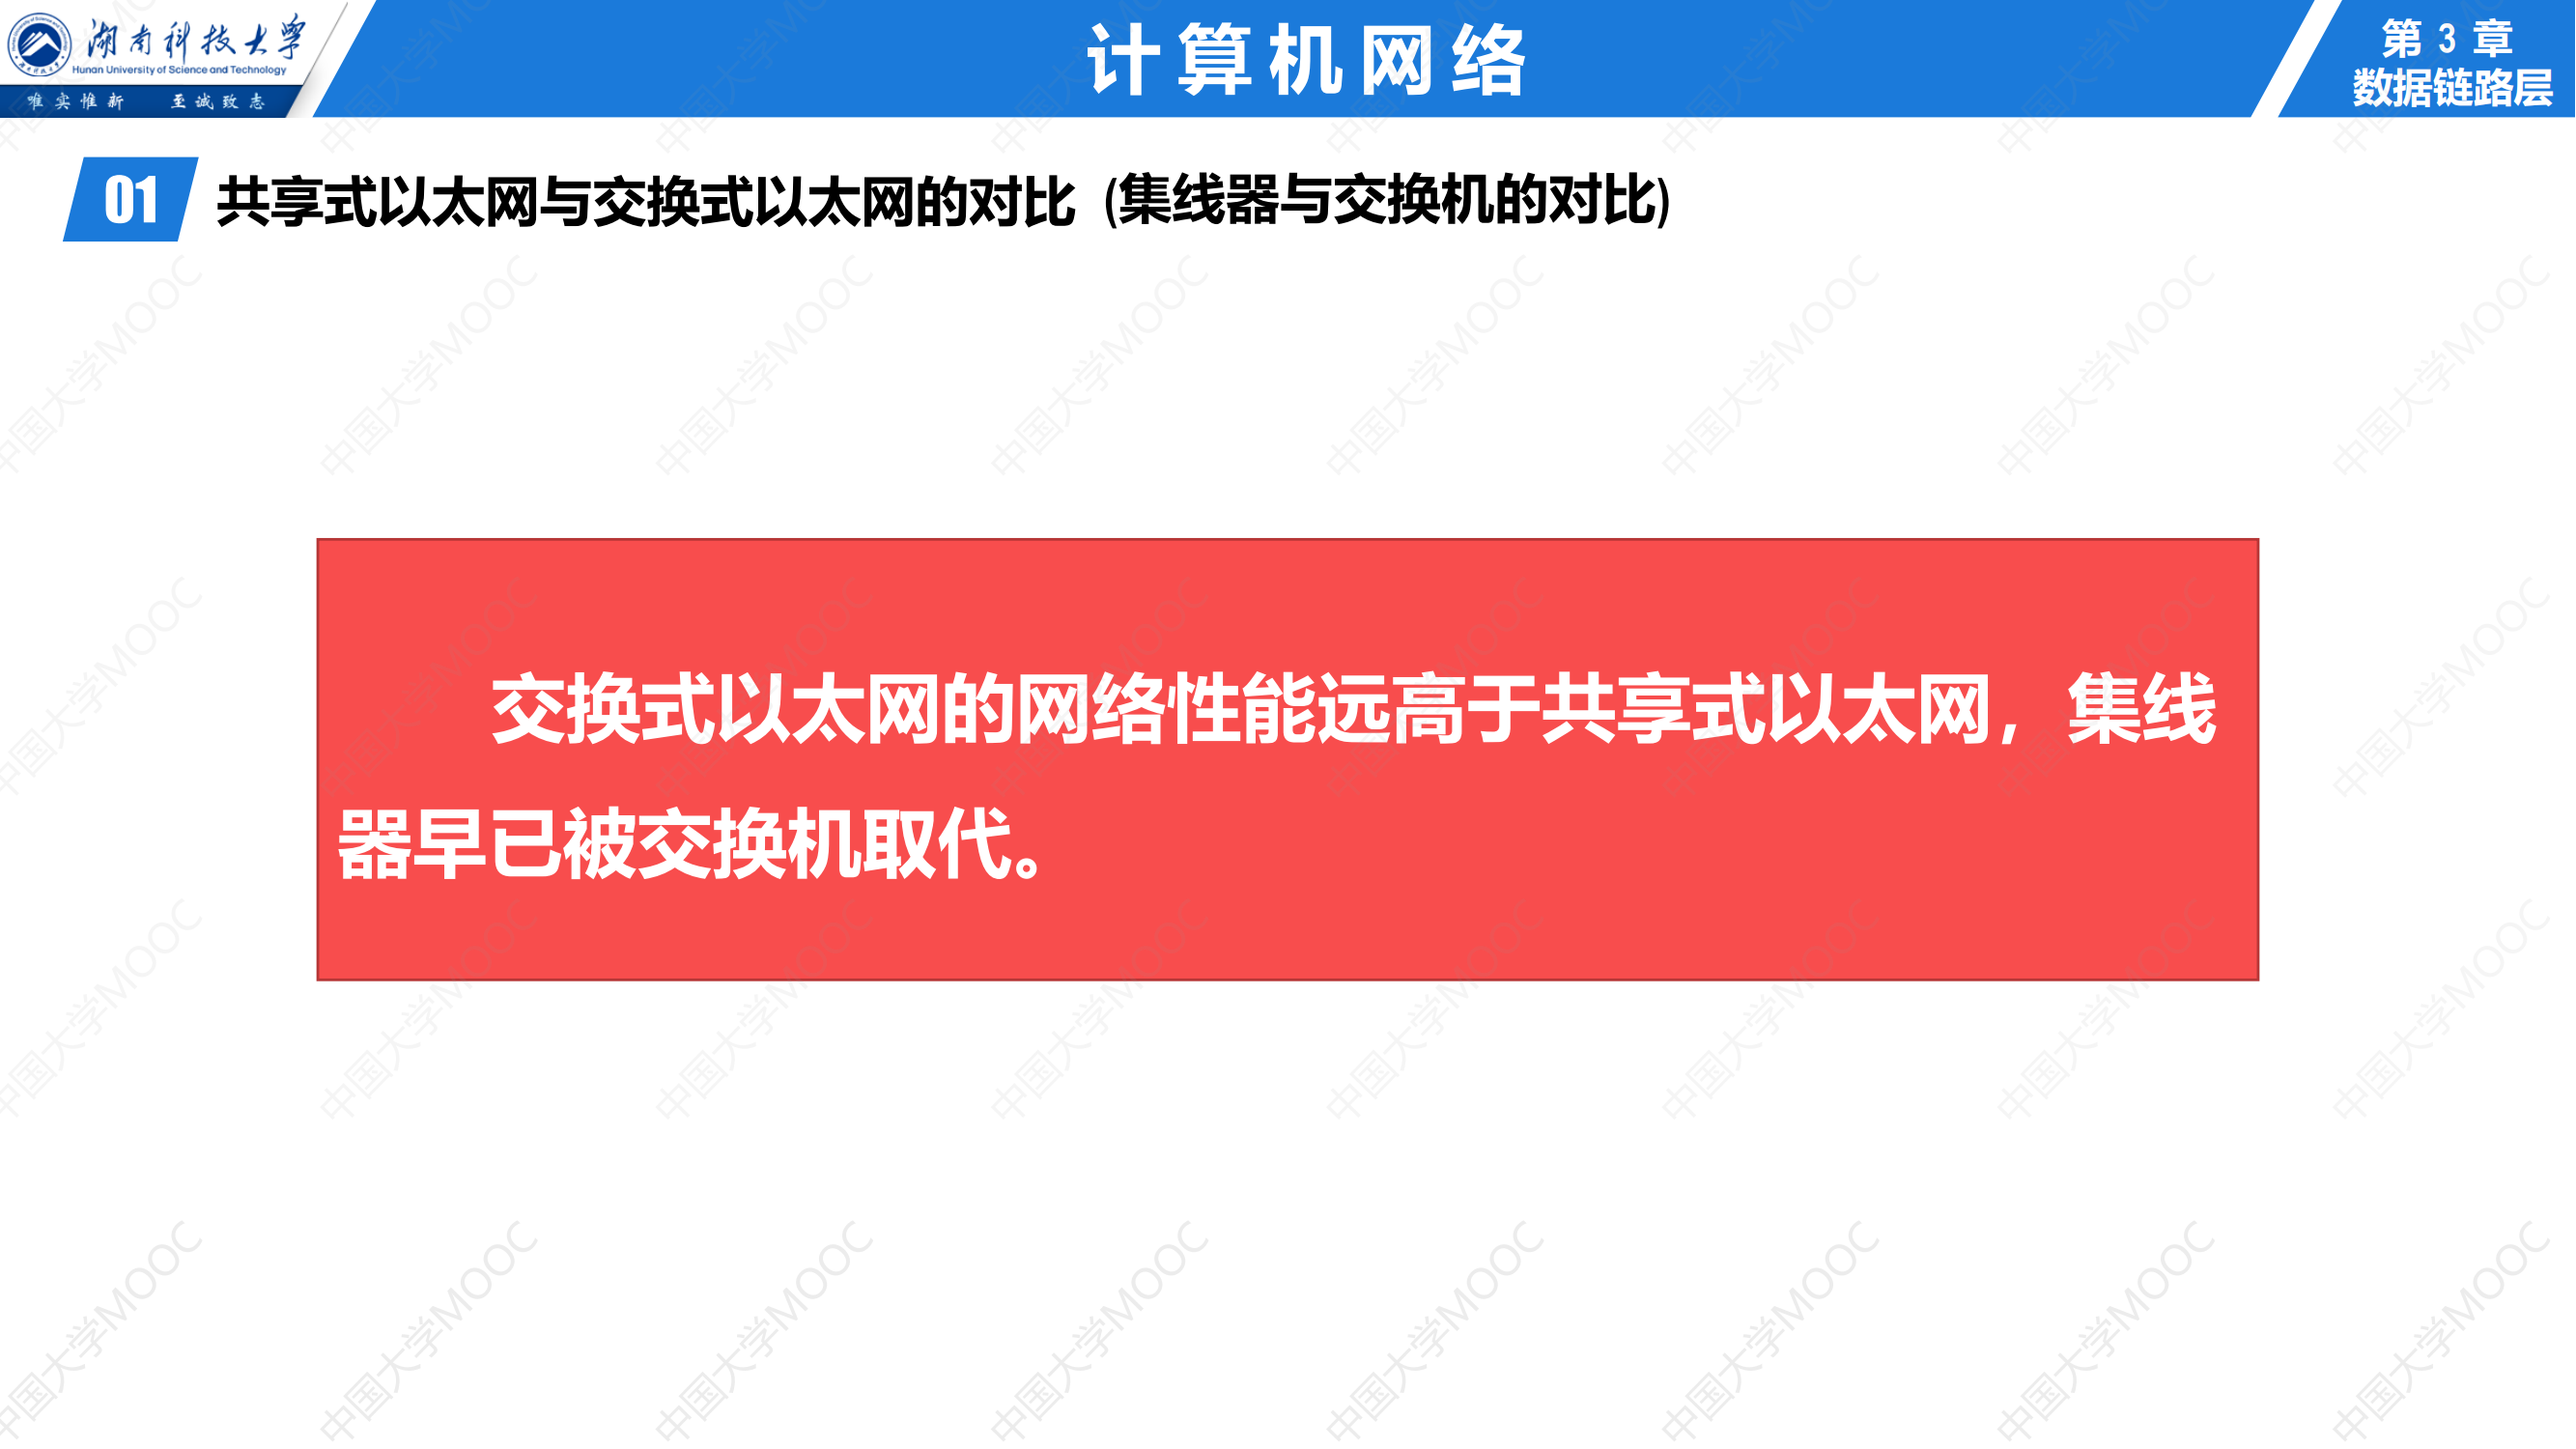 湖南科技大学
Hunan University of Science and Technology
唯实惟新 至诚致志
计算机网络
第 3 章
数据链路层
01 共享式以太网与交换式以太网的对比 (集线器与交换机的对比)
交换式以太网的网络性能远高于共享式以太网，集线
器早已被交换机取代。
中国大学MOOC